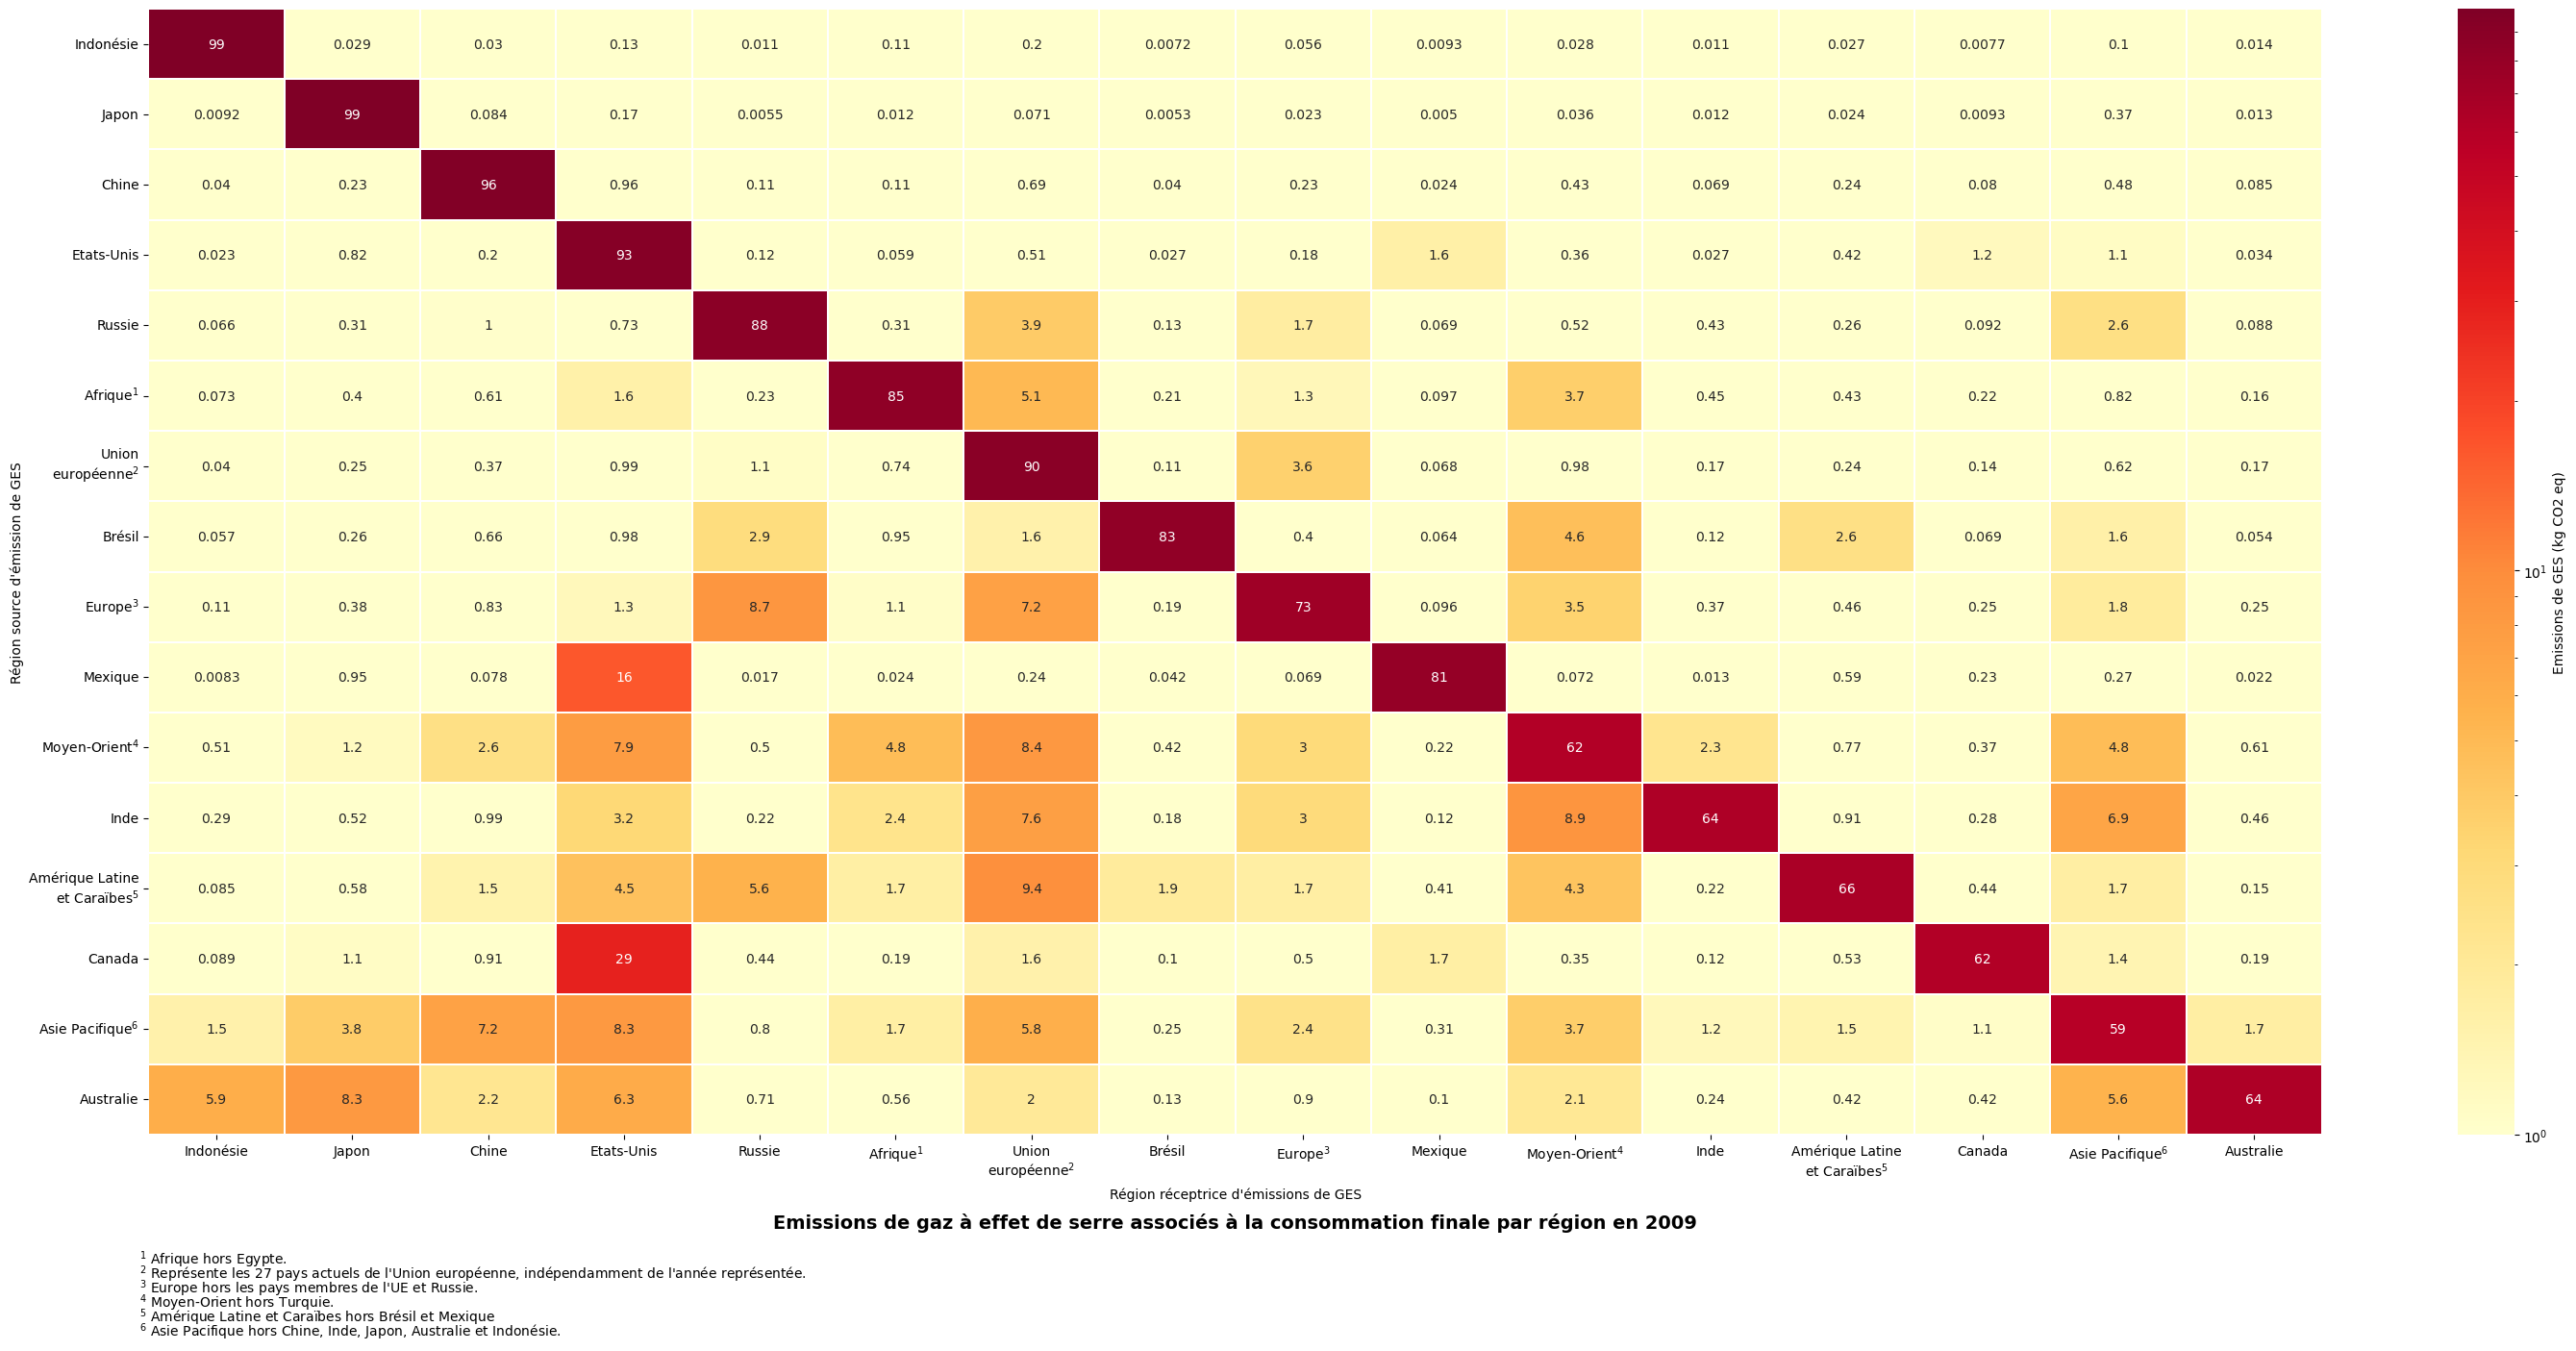 Indonésie 99 0.029 0.03 0.13 0.011 0.11 0.2 0.0072 0.056 0.0093 0.028 0.011 0.027 0.0077 0.1 0.014
Japon 0.0092 99 0.084 0.17 0.0055 0.012 0.071 0.0053 0.023 0.005 0.036 0.012 0.024 0.0093 0.37 0.013
Chine 0.04 0.23 96 0.96 0.11 0.11 0.69 0.04 0.23 0.024 0.43 0.069 0.24 0.08 0.48 0.085
Etats-Unis 0.023 0.82 0.2 93 0.12 0.059 0.51 0.027 0.18 1.6 0.36 0.027 0.42 1.2 1.1 0.034
Russie 0.066 0.31 1 0.73 88 0.31 3.9 0.13 1.7 0.069 0.52 0.43 0.26 0.092 2.6 0.088
Afrique¹ 0.073 0.4 0.61 1.6 0.23 85 5.1 0.21 1.3 0.097 3.7 0.45 0.43 0.22 0.82 0.16
Union
européenne² 0.04 0.25 0.37 0.99 1.1 0.74 90 0.11 3.6 0.068 0.98 0.17 0.24 0.14 0.62 0.17
Brésil 0.057 0.26 0.66 0.98 2.9 0.95 1.6 83 0.4 0.064 4.6 0.12 2.6 0.069 1.6 0.054
Europe³ 0.11 0.38 0.83 1.3 8.7 1.1 7.2 0.19 73 0.096 3.5 0.37 0.46 0.25 1.8 0.25
Mexique 0.0083 0.95 0.078 16 0.017 0.024 0.24 0.042 0.069 81 0.072 0.013 0.59 0.23 0.27 0.022
Moyen-Orient⁴ 0.51 1.2 2.6 7.9 0.5 4.8 8.4 0.42 3 0.22 62 2.3 0.77 0.37 4.8 0.61
Inde 0.29 0.52 0.99 3.2 0.22 2.4 7.6 0.18 3 0.12 8.9 64 0.91 0.28 6.9 0.46
Amérique Latine
et Caraïbes⁵ 0.085 0.58 1.5 4.5 5.6 1.7 9.4 1.9 1.7 0.41 4.3 0.22 66 0.44 1.7 0.15
Canada 0.089 1.1 0.91 29 0.44 0.19 1.6 0.1 0.5 1.7 0.35 0.12 0.53 62 1.4 0.19
Asie Pacifique⁶ 1.5 3.8 7.2 8.3 0.8 1.7 5.8 0.25 2.4 0.31 3.7 1.2 1.5 1.1 59 1.7
Australie 5.9 8.3 2.2 6.3 0.71 0.56 2 0.13 0.9 0.1 2.1 0.24 0.42 0.42 5.6 64
Région source d'émission de GES
Indonésie Japon Chine Etats-Unis Russie Afrique¹ Union Brésil Europe³ Mexique Moyen-Orient⁴ Inde Amérique Latine Canada Asie Pacifique⁶ Australie
européenne² et Caraïbes⁵
Région réceptrice d'émissions de GES
10¹
10⁰
Emissions de GES (kg CO2 eq)
Emissions de gaz à effet de serre associés à la consommation finale par région en 2009
¹ Afrique hors Egypte.
² Représente les 27 pays actuels de l'Union européenne, indépendamment de l'année représentée.
³ Europe hors les pays membres de l'UE et Russie.
⁴ Moyen-Orient hors Turquie.
⁵ Amérique Latine et Caraïbes hors Brésil et Mexique
⁶ Asie Pacifique hors Chine, Inde, Japon, Australie et Indonésie.